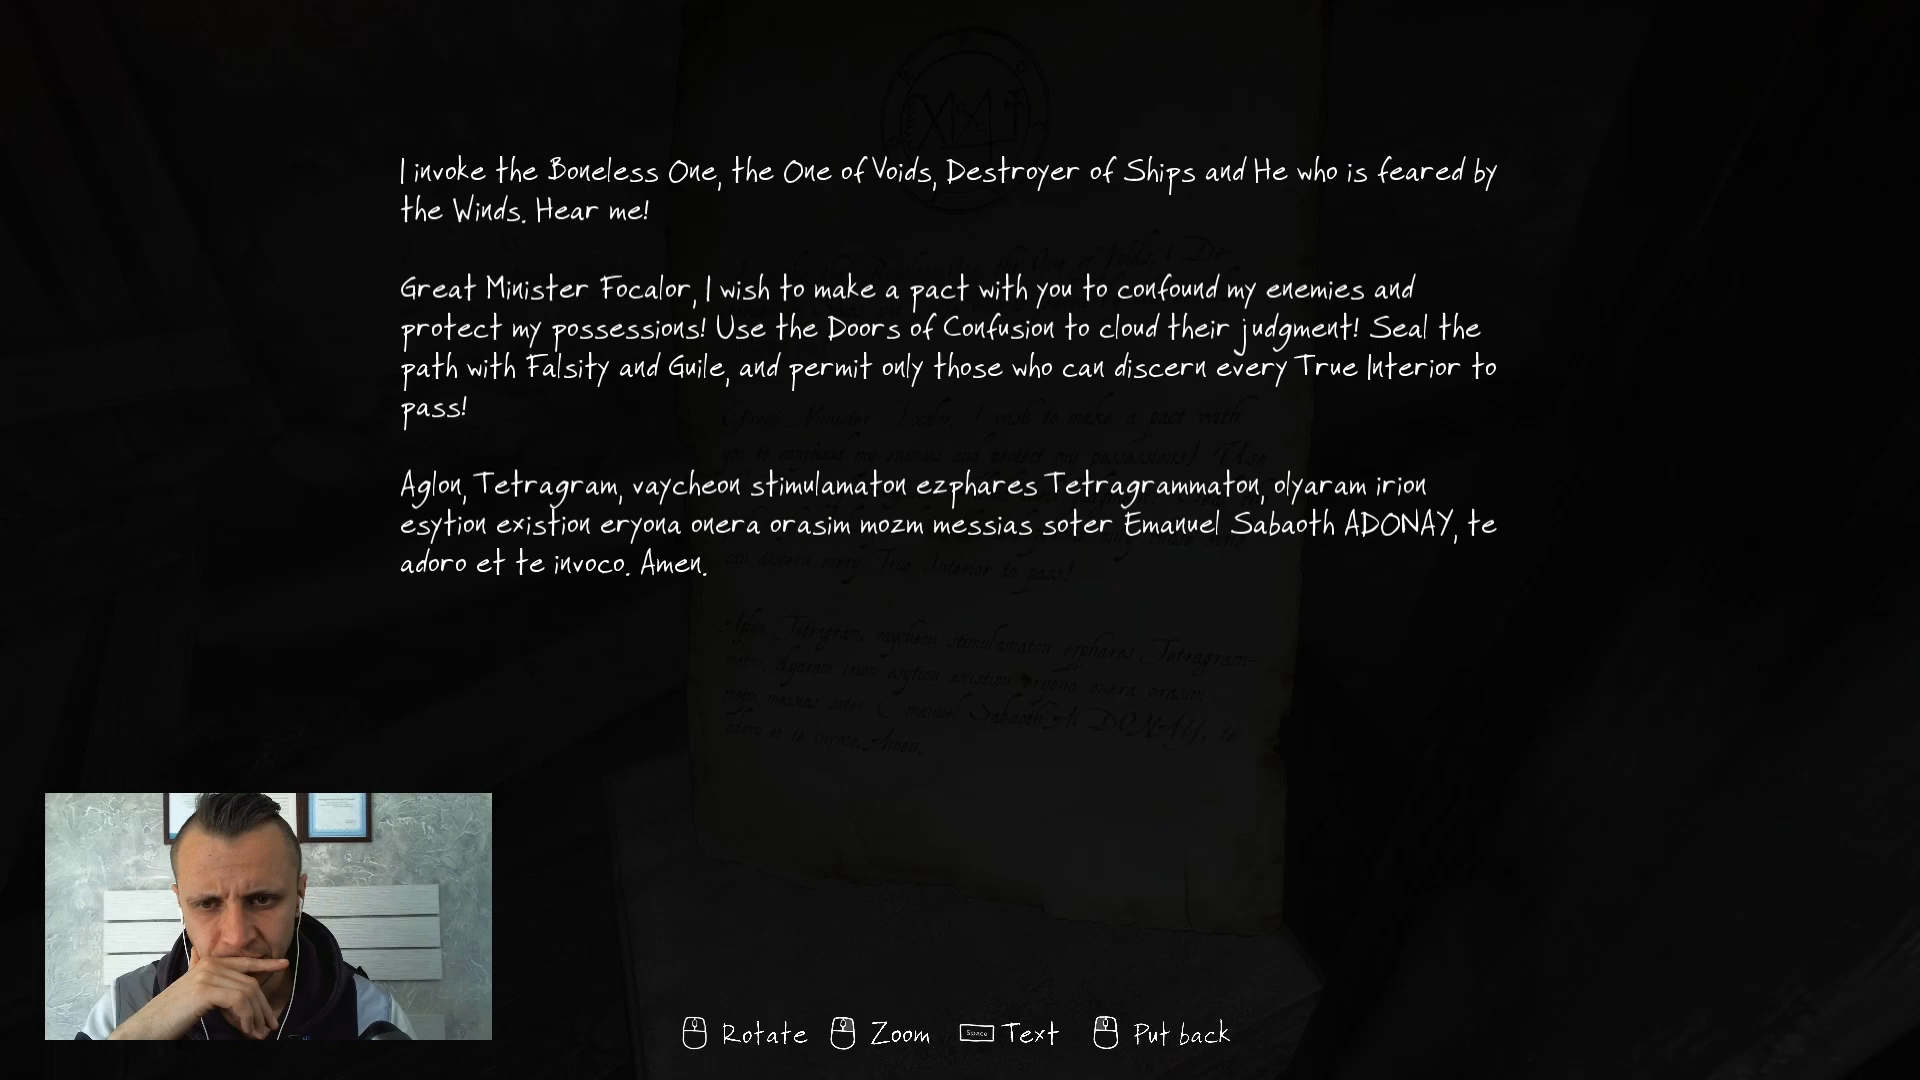 I invoke the Boneless One, the One of Voids, Destroyer of Ships and He who is feared by
the Winds. Hear me!
Great Minister Focalor, I wish to make a pact with you to confound my enemies and
protect my possessions! Use the Doors of Confusion to cloud their judgment! Seal the
path with Falsity and Guile, and permit only those who can discern every True Interior to
pass!
Aglon, Tetragram, vaycheon stimulamaton ezphares Tetragrammaton, olyaram irion
esytion existion eryona onera orasim mozm messias soter Emanuel Sabaoth ADONAY, te
adoro et te invoco. Amen.
Rotate Zoom Space Text Put back